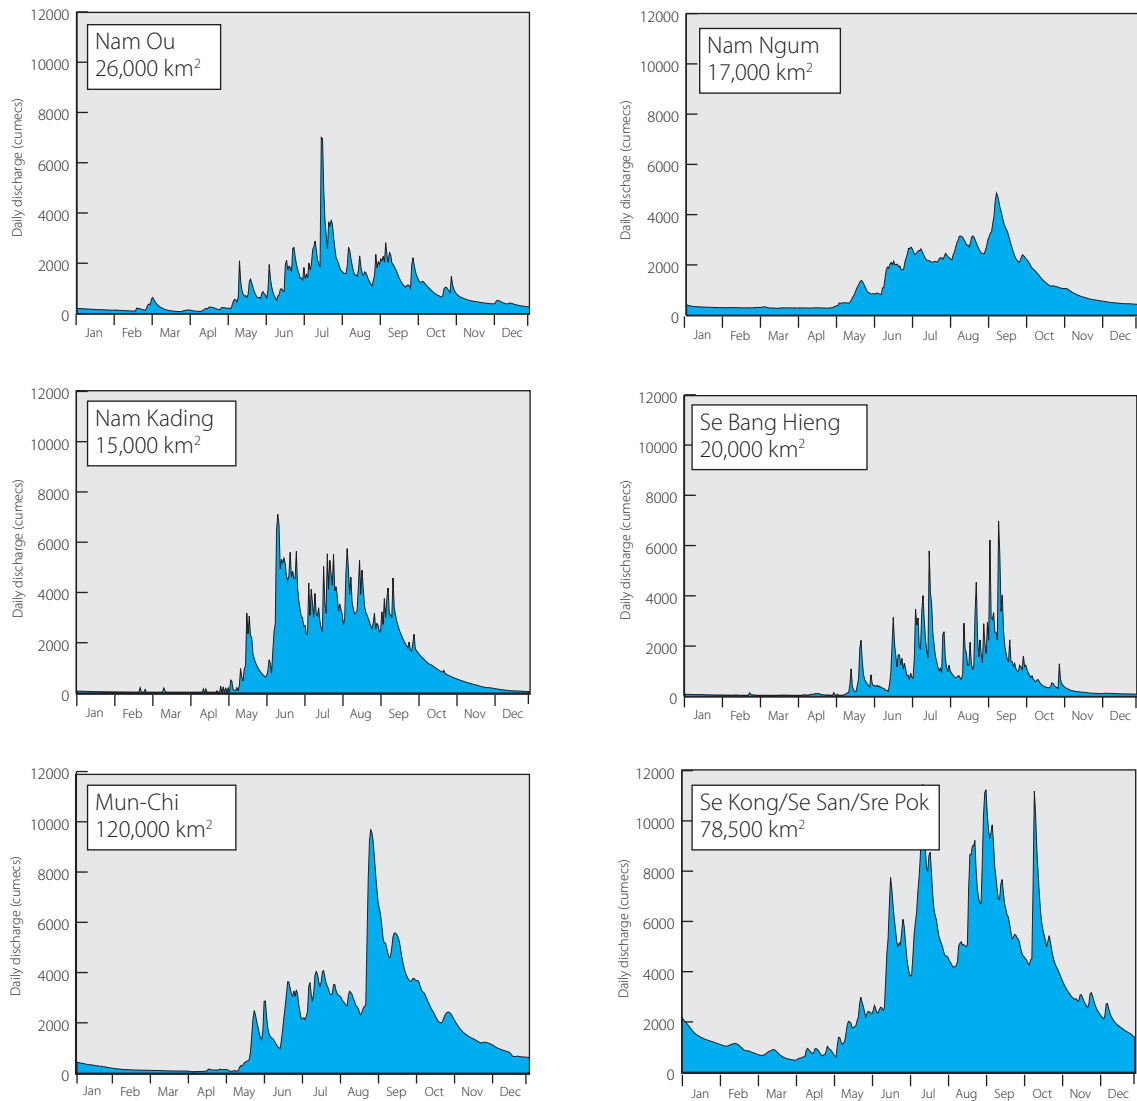 12000
10000
8000
6000
4000
2000
0
Daily discharge (cumecs)
Nam Ou
26,000 km²
Jan Feb Mar Apl May Jun Jul Aug Sep Oct Nov Dec
12000
10000
8000
6000
4000
2000
0
Daily discharge (cumecs)
Nam Ngum
17,000 km²
Jan Feb Mar Apl May Jun Jul Aug Sep Oct Nov Dec
12000
10000
8000
6000
4000
2000
0
Daily discharge (cumecs)
Nam Kading
15,000 km²
Jan Feb Mar Apl May Jun Jul Aug Sep Oct Nov Dec
12000
10000
8000
6000
4000
2000
0
Daily discharge (cumecs)
Se Bang Hieng
20,000 km²
Jan Feb Mar Apl May Jun Jul Aug Sep Oct Nov Dec
12000
10000
8000
6000
4000
2000
0
Daily discharge (cumecs)
Mun-Chi
120,000 km²
Jan Feb Mar Apl May Jun Jul Aug Sep Oct Nov Dec
12000
10000
8000
6000
4000
2000
0
Daily discharge (cumecs)
Se Kong/Se San/Sre Pok
78,500 km²
Jan Feb Mar Apl May Jun Jul Aug Sep Oct Nov Dec